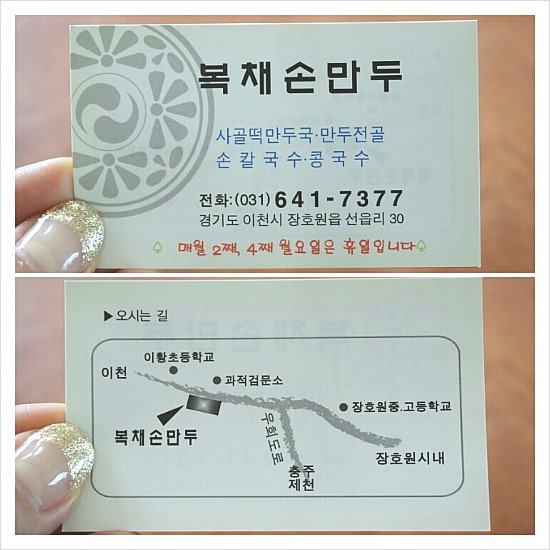 복채손만두
사골떡만두국·만두전골
손칼국수·콩국수
전화:(031)641-7377
경기도 이천시 장호원읍 선읍리 30
매월 2째, 4째 월요일은 휴일입니다
▶오시는 길
이황초등학교
이천
과적검문소
장호원중.고등학교
복채손만두
우회도로
장호원시내
충주
제천